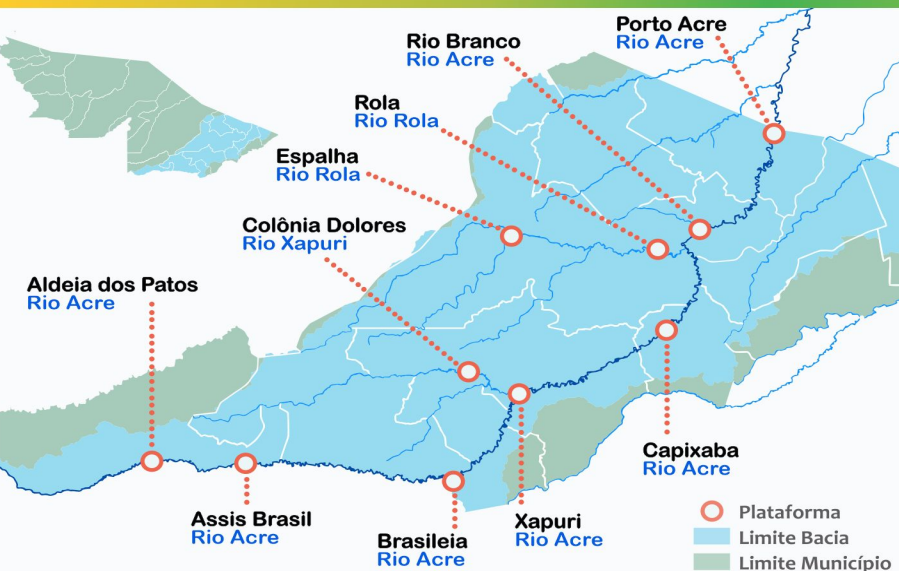 Porto Acre
Rio Acre
Rio Branco
Rio Acre
Rola
Rio Rola
Espalha
Rio Rola
Colônia Dolores
Rio Xapuri
Aldeia dos Patos
Rio Acre
Capixaba
Rio Acre
Assis Brasil
Rio Acre
Xapuri
Rio Acre
Brasileia
Rio Acre
Plataforma
Limite Bacia
Limite Município